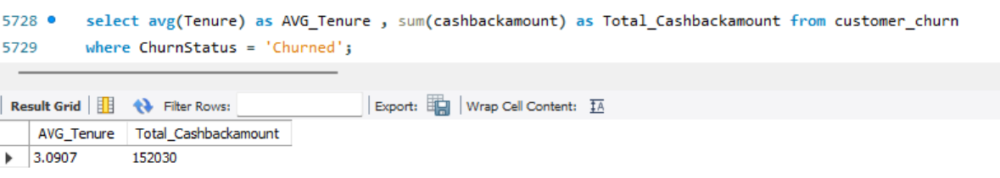 5728 select avg(Tenure) as AVG_Tenure , sum(cashbackamount) as Total_Cashbackamount from customer_churn
5729 where ChurnStatus = 'Churned';
Result Grid Filter Rows: Export: Wrap Cell Content: IA
AVG_Tenure Total_Cashbackamount
3.0907 152030